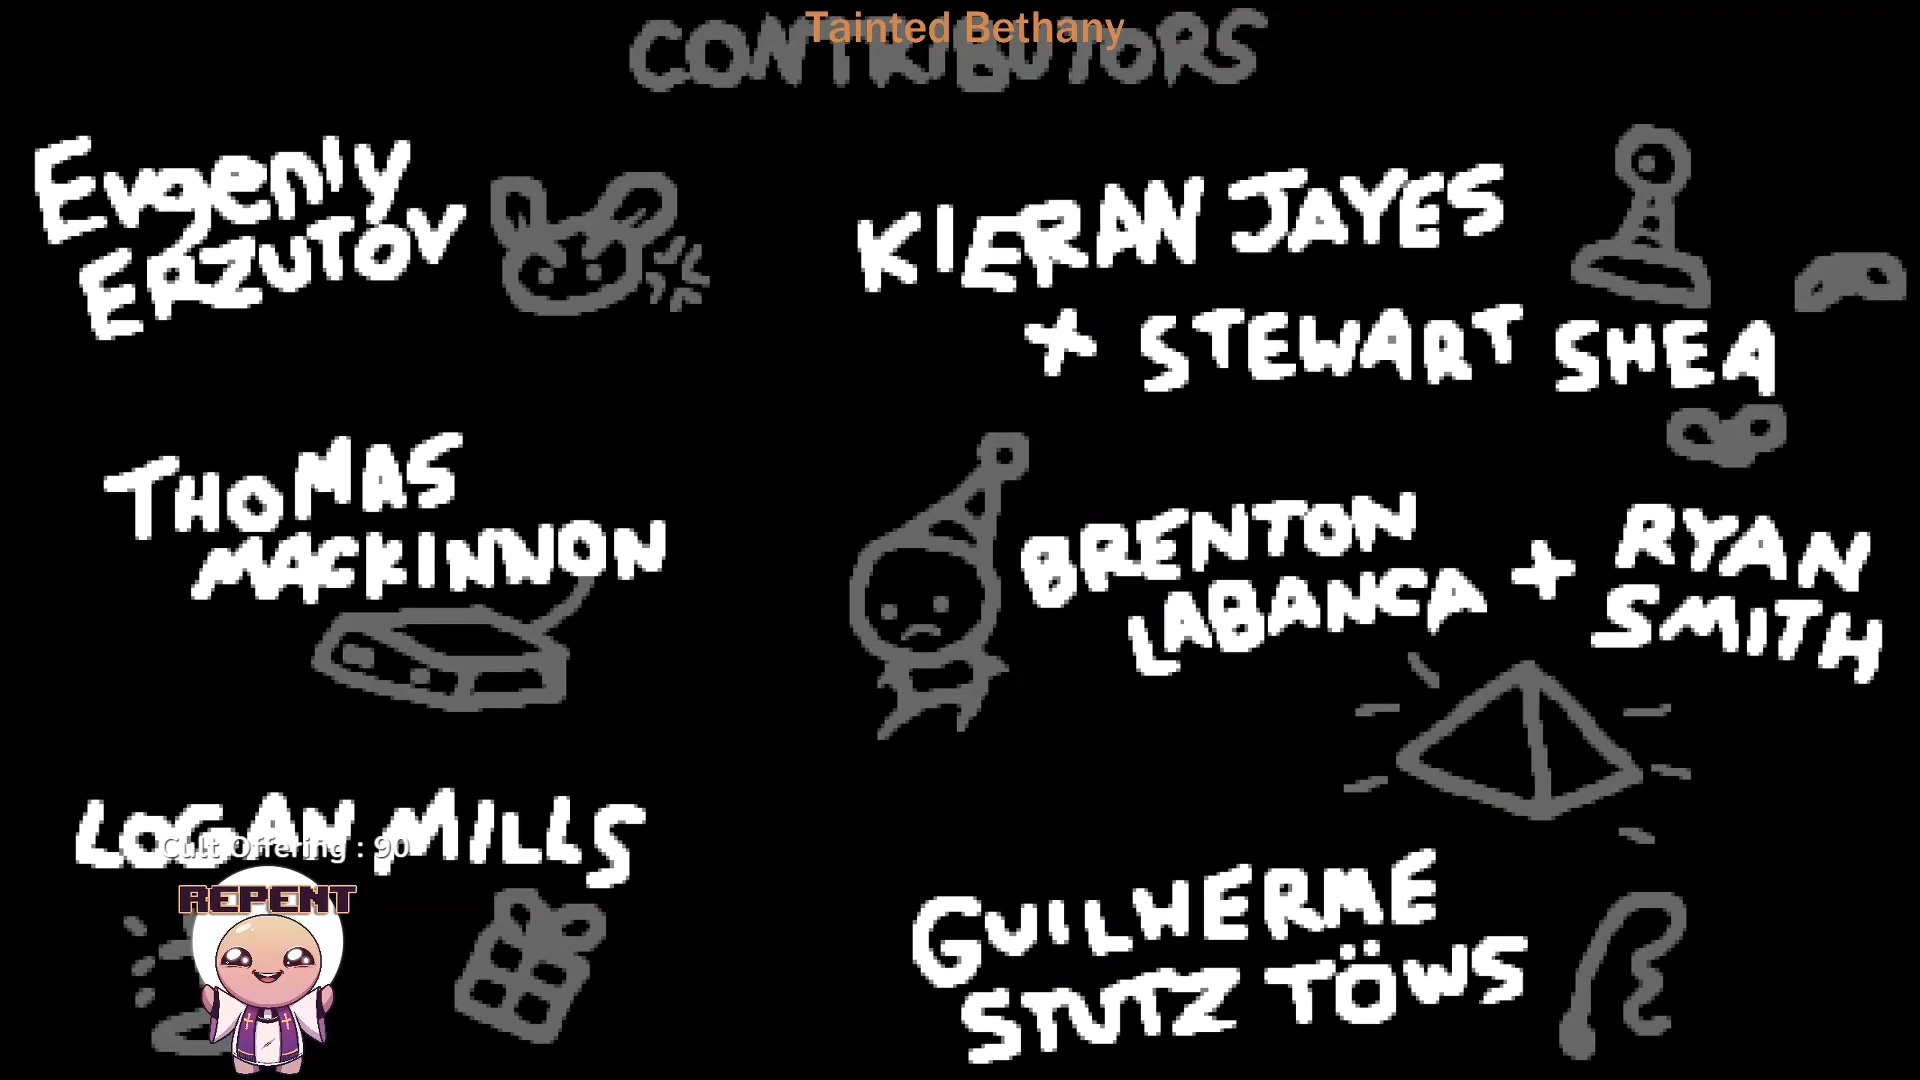 Tainted Bethany
CONTRIBUTORS
Evgeniy
ERZUTOV
KIERAN JAYES
+ STEWART SHEA
THOMAS
MACKINNON
BRENTON
LABANCA + RYAN
SMITH
LOGAN MILLS
Cult Offering : 90
REPENT
GUILHERME
STUTZ TÖWS